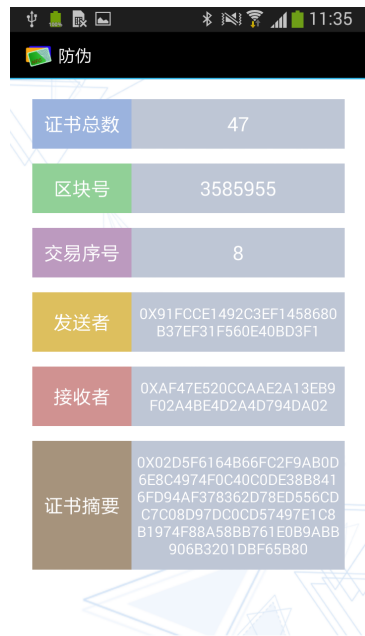 11:35
防伪
证书总数
47
区块号
3585955
交易序号
8
发送者
0X91FCCE1492C3EF1458680
B37EF31F560E40BD3F1
接收者
0XAF47E520CCAAE2A13EB9
F02A4BE4D2A4D794DA02
证书摘要
0X02D5F6164B66FC2F9AB0D
6E8C4974F0C40C0DE38B841
6FD94AF378362D78ED556CD
C7C08D97DC0CD57497E1C8
B1974F88A58BB761E0B9ABB
906B3201DBF65B80